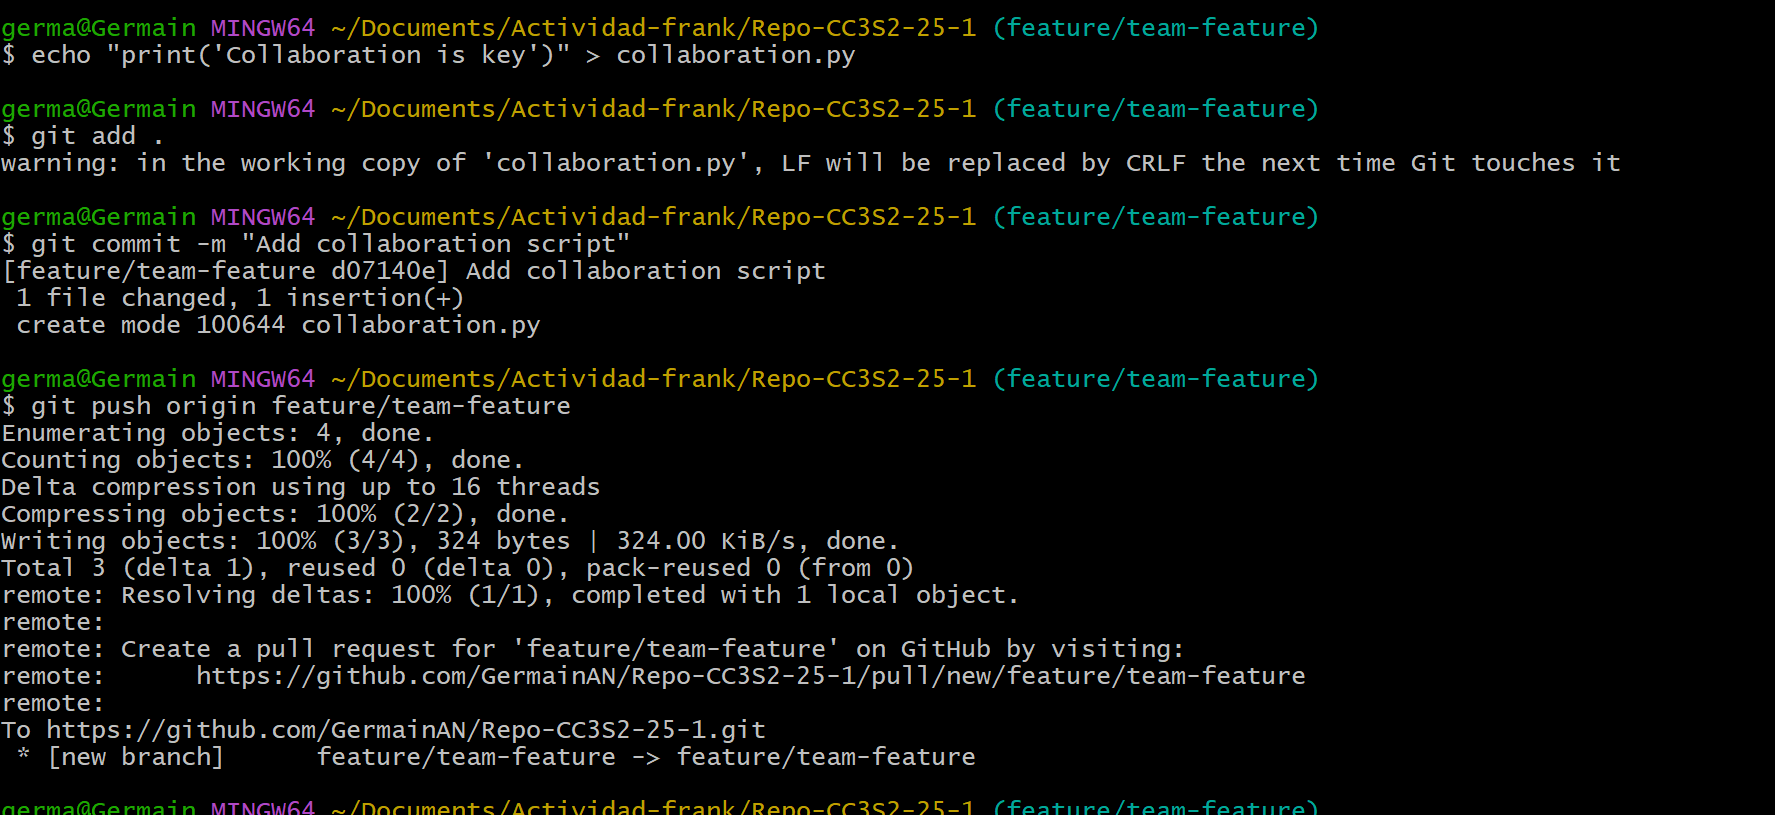 germa@Germain MINGW64 ~/Documents/Actividad-frank/Repo-CC3S2-25-1 (feature/team-feature)
$ echo "print('Collaboration is key')" > collaboration.py
germa@Germain MINGW64 ~/Documents/Actividad-frank/Repo-CC3S2-25-1 (feature/team-feature)
$ git add .
warning: in the working copy of 'collaboration.py', LF will be replaced by CRLF the next time Git touches it
germa@Germain MINGW64 ~/Documents/Actividad-frank/Repo-CC3S2-25-1 (feature/team-feature)
$ git commit -m "Add collaboration script"
[feature/team-feature d07140e] Add collaboration script
 1 file changed, 1 insertion(+)
 create mode 100644 collaboration.py
germa@Germain MINGW64 ~/Documents/Actividad-frank/Repo-CC3S2-25-1 (feature/team-feature)
$ git push origin feature/team-feature
Enumerating objects: 4, done.
Counting objects: 100% (4/4), done.
Delta compression using up to 16 threads
Compressing objects: 100% (2/2), done.
Writing objects: 100% (3/3), 324 bytes | 324.00 KiB/s, done.
Total 3 (delta 1), reused 0 (delta 0), pack-reused 0 (from 0)
remote: Resolving deltas: 100% (1/1), completed with 1 local object.
remote:
remote: Create a pull request for 'feature/team-feature' on GitHub by visiting:
remote:      https://github.com/GermainAN/Repo-CC3S2-25-1/pull/new/feature/team-feature
remote:
To https://github.com/GermainAN/Repo-CC3S2-25-1.git
 * [new branch]      feature/team-feature -> feature/team-feature
germa@Germain MINGW64 ~/Documents/Actividad-frank/Repo-CC3S2-25-1 (feature/team-feature)